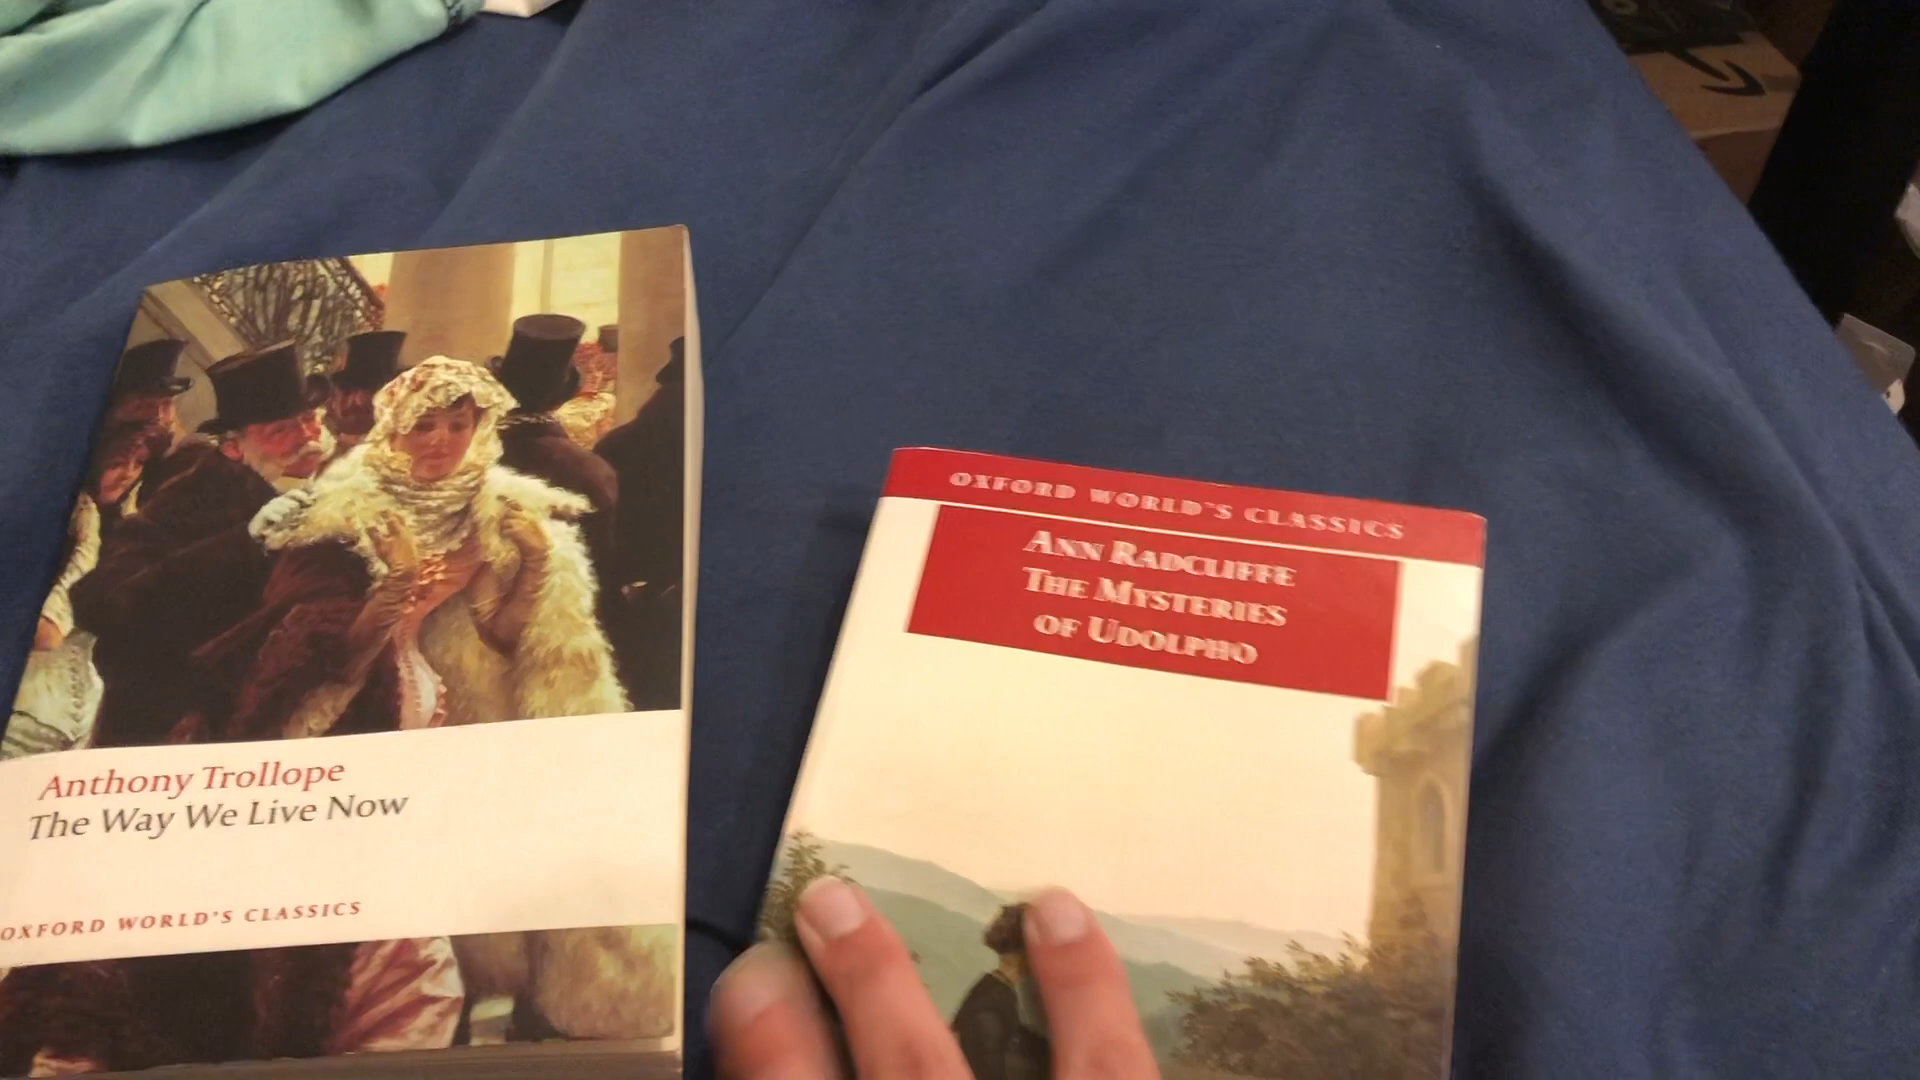 Anthony Trollope
The Way We Live Now
OXFORD WORLD'S CLASSICS
OXFORD WORLD'S CLASSICS
ANN RADCLIFFE
THE MYSTERIES
OF UDOLPHO